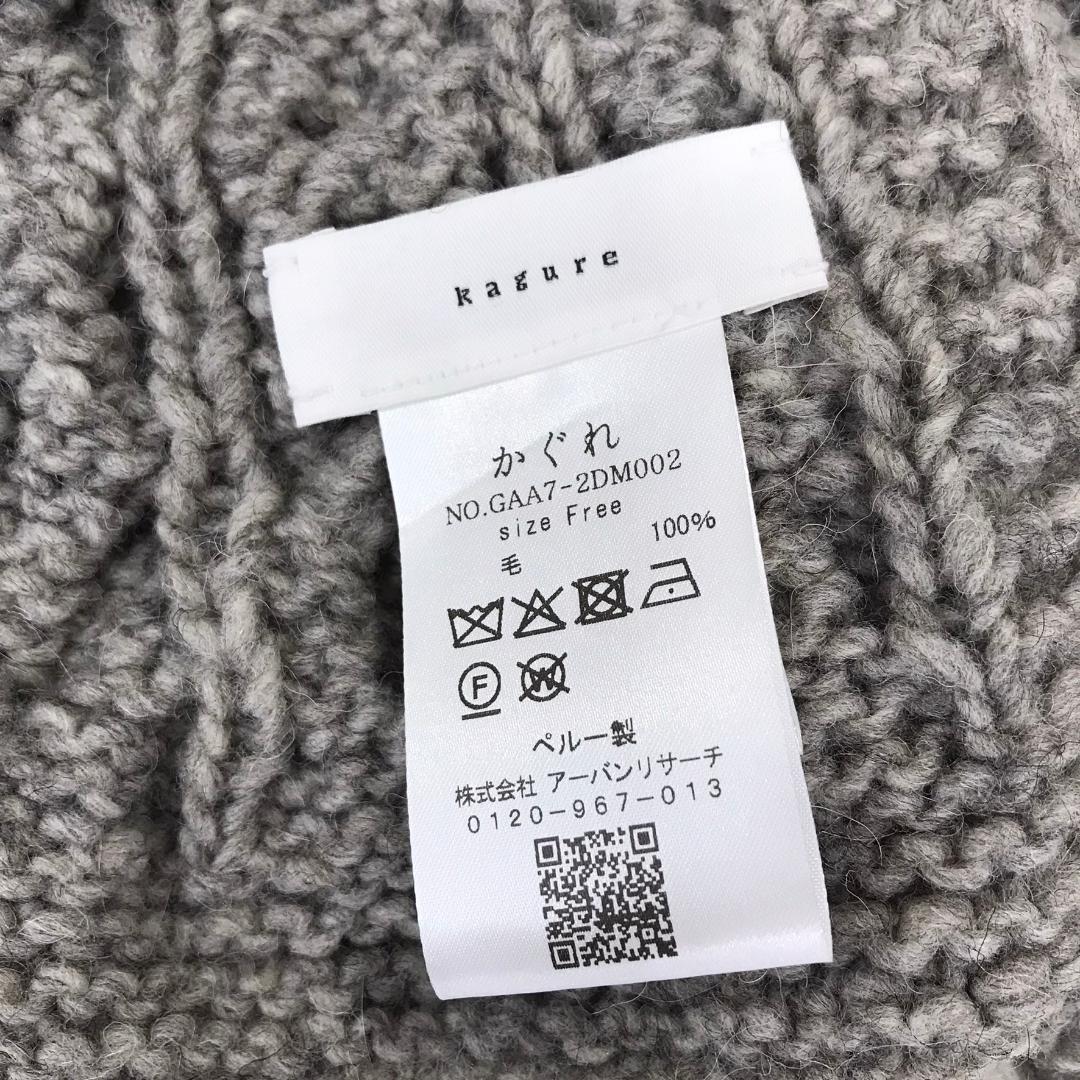 kagure
かぐれ
NO.GAA7-2DM002
size Free
毛 100%
F
W
ペルー製
株式会社 アーバンリサーチ
0120-967-013